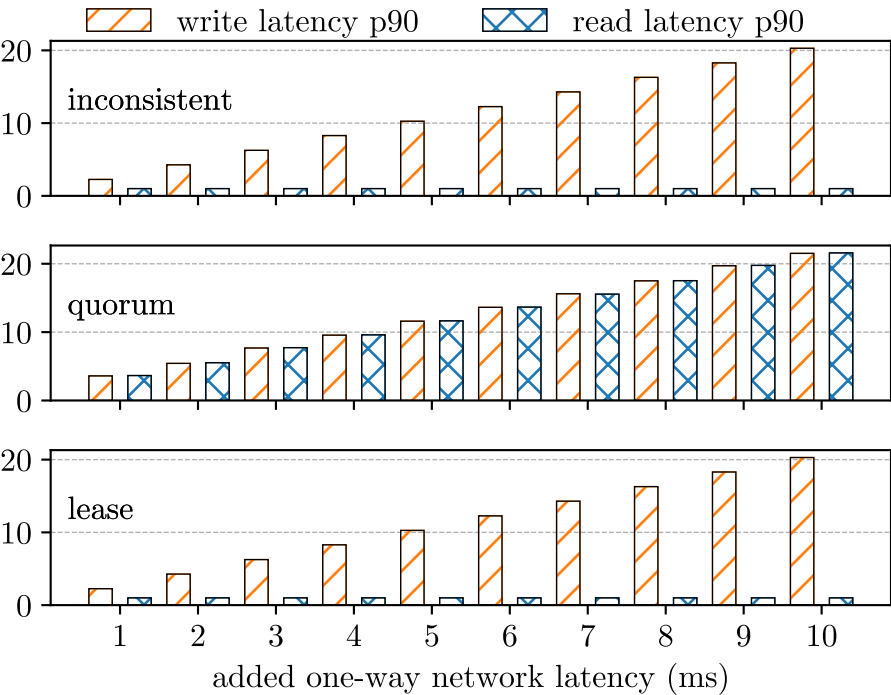 write latency p90 read latency p90
20
inconsistent
10
0
20
quorum
10
0
20
lease
10
0
1 2 3 4 5 6 7 8 9 10
added one-way network latency (ms)